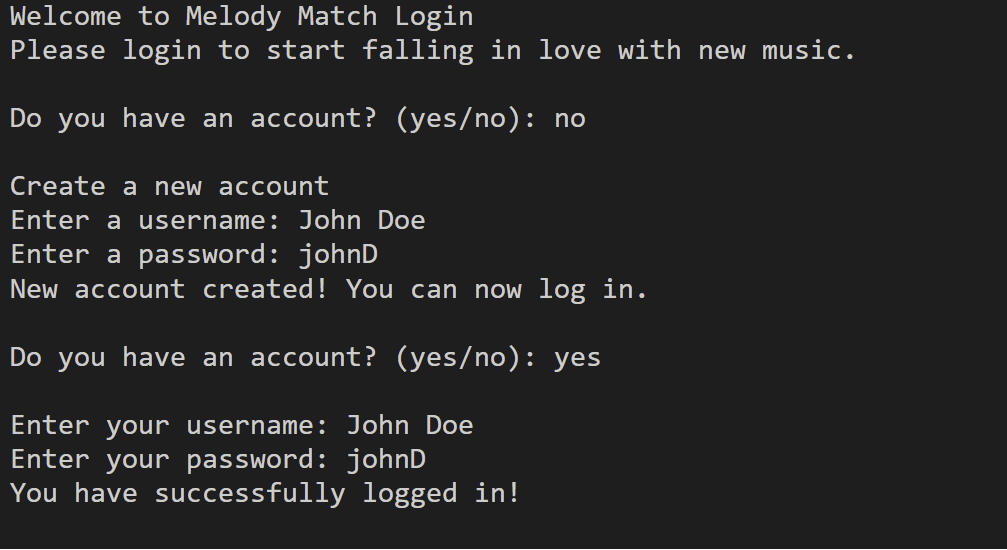 Welcome to Melody Match Login
Please login to start falling in love with new music.
Do you have an account? (yes/no): no
Create a new account
Enter a username: John Doe
Enter a password: johnD
New account created! You can now log in.
Do you have an account? (yes/no): yes
Enter your username: John Doe
Enter your password: johnD
You have successfully logged in!